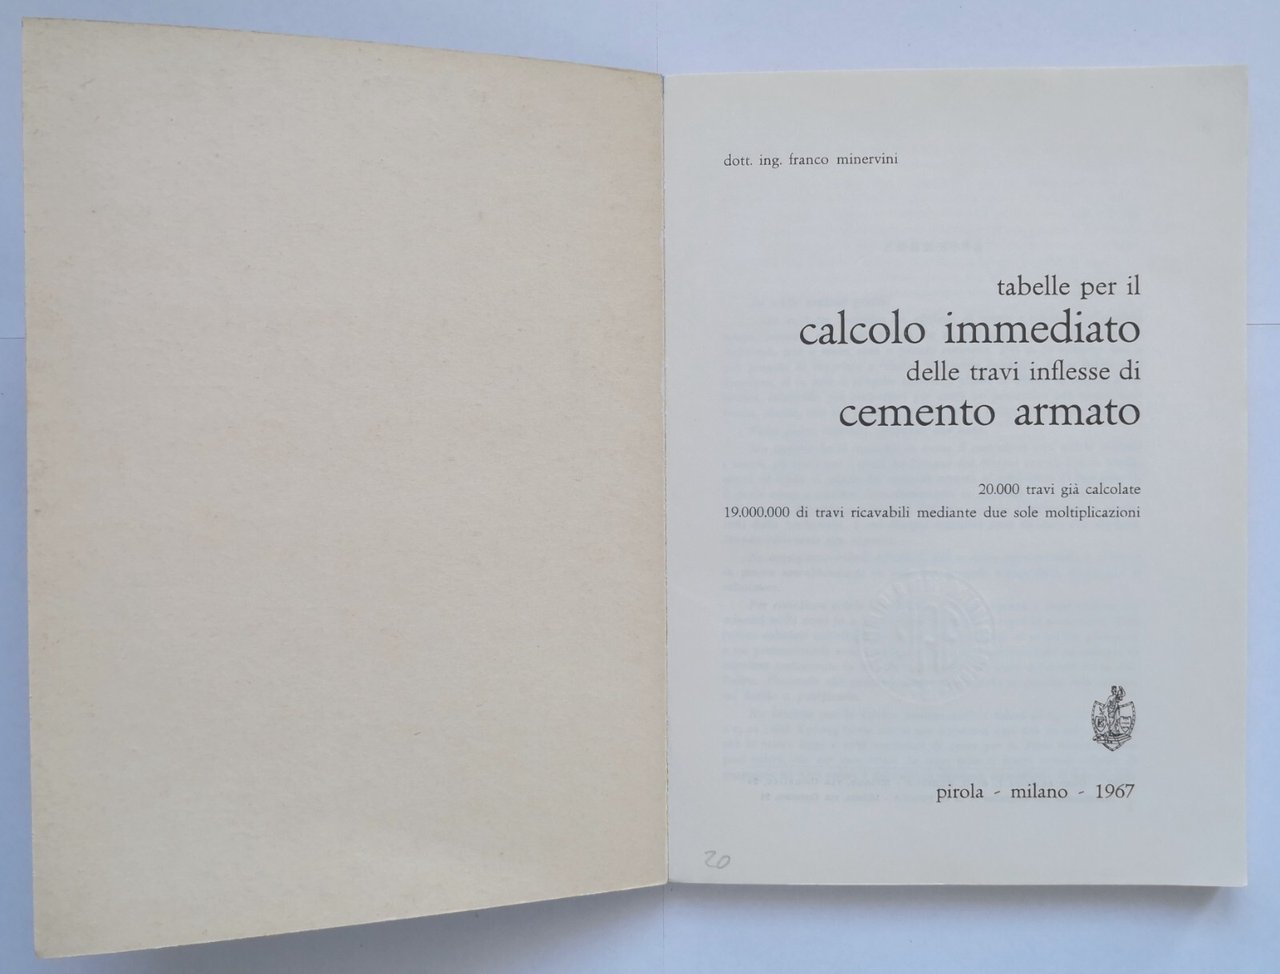 dott. ing. franco minervini
tabelle per il
calcolo immediato
delle travi inflesse di
cemento armato
20.000 travi già calcolate
19.000.000 di travi ricavabili mediante due sole moltiplicazioni
pirola - milano - 1967
20